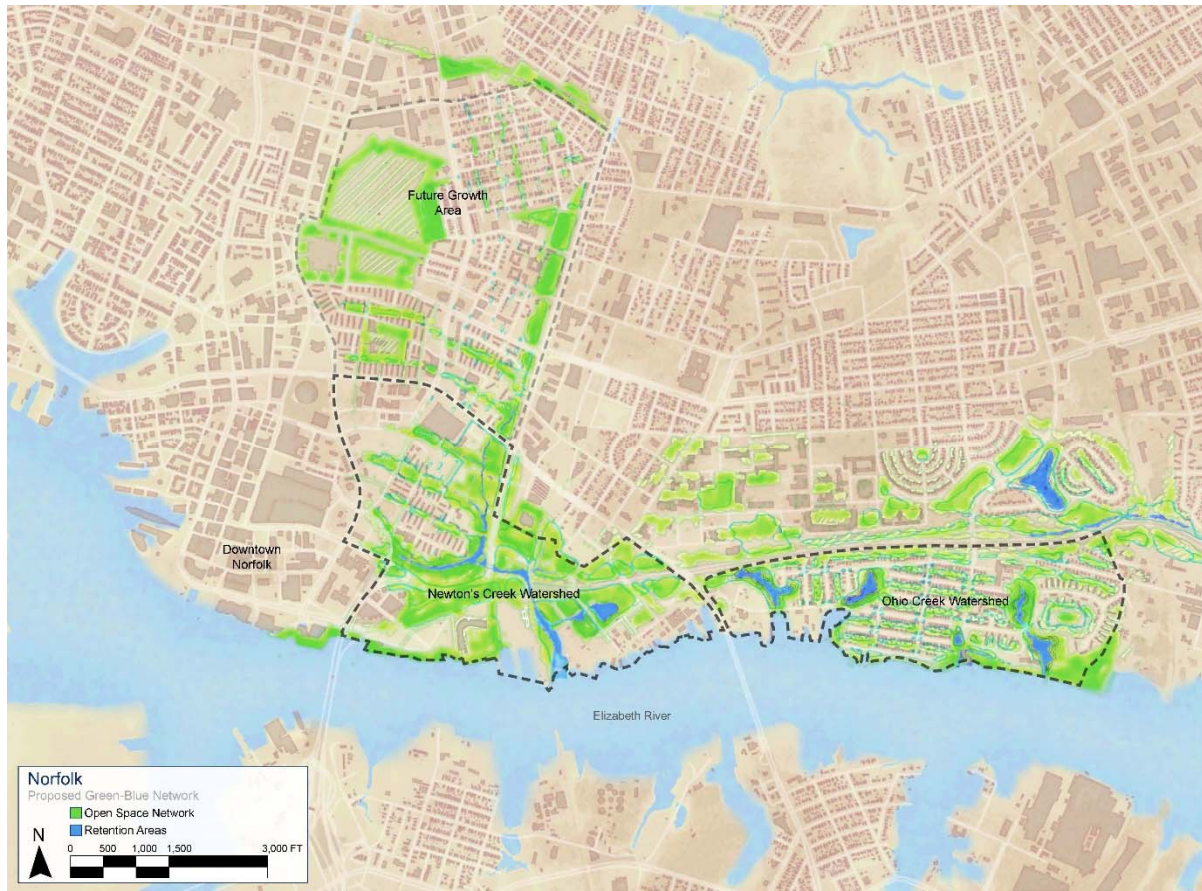 Future Growth
Area
Downtown
Norfolk
Newton's Creek Watershed
Ohio Creek Watershed
Elizabeth River
Norfolk
Proposed Green-Blue Network
Open Space Network
Retention Areas
N
0 500 1,000 1,500 3,000 FT